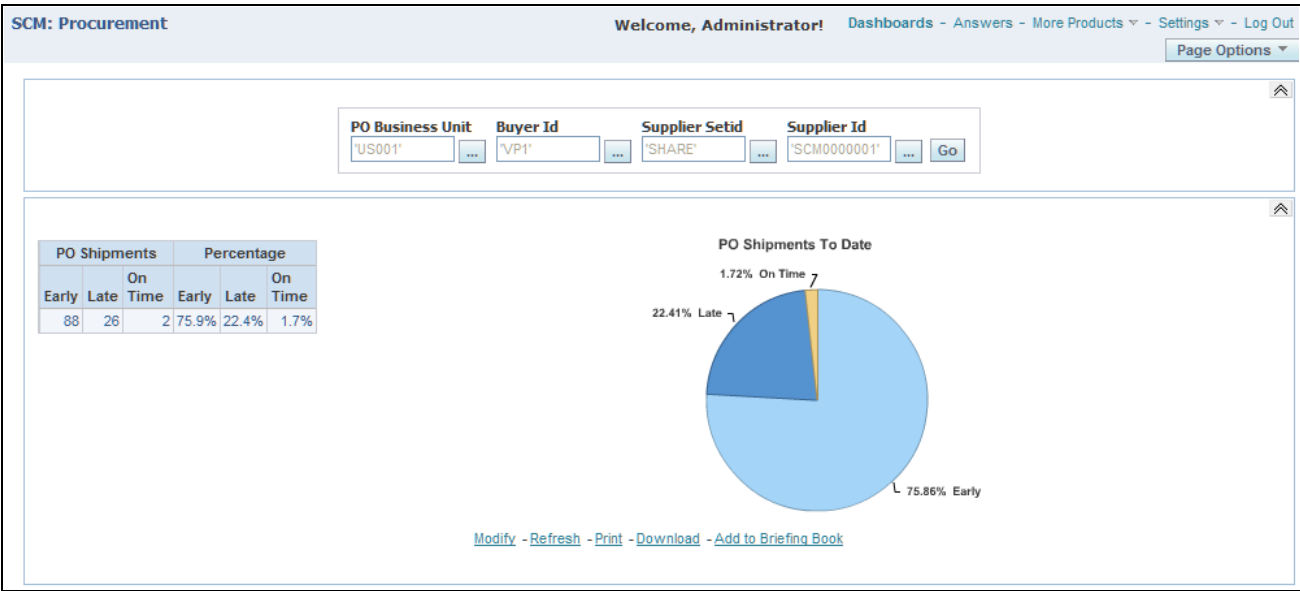 SCM: Procurement
Welcome, Administrator! Dashboards - Answers - More Products - Settings - Log Out
Page Options
PO Business Unit Buyer Id Supplier Setid Supplier Id
'US001' ... 'VP1' ... 'SHARE' ... 'SCM0000001' ... Go
PO Shipments Percentage
Early Late On Time Early Late On Time
88 26 2 75.9% 22.4% 1.7%
PO Shipments To Date
1.72% On Time
22.41% Late
75.86% Early
Modify - Refresh - Print - Download - Add to Briefing Book